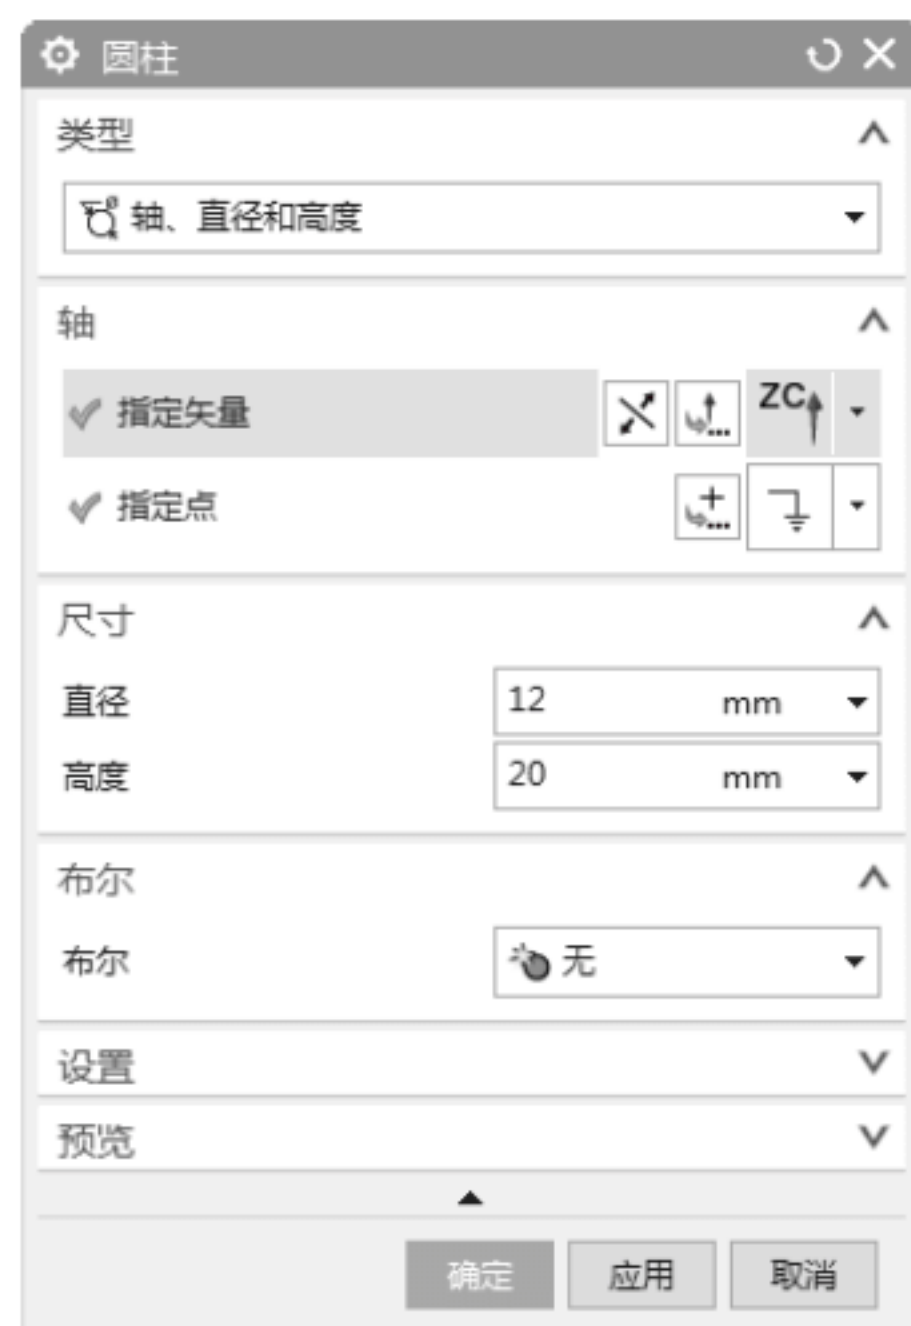 圆柱
类型
轴、直径和高度
轴
指定矢量 ZC
指定点
尺寸
直径 12 mm
高度 20 mm
布尔
布尔 无
设置
预览
确定 应用 取消